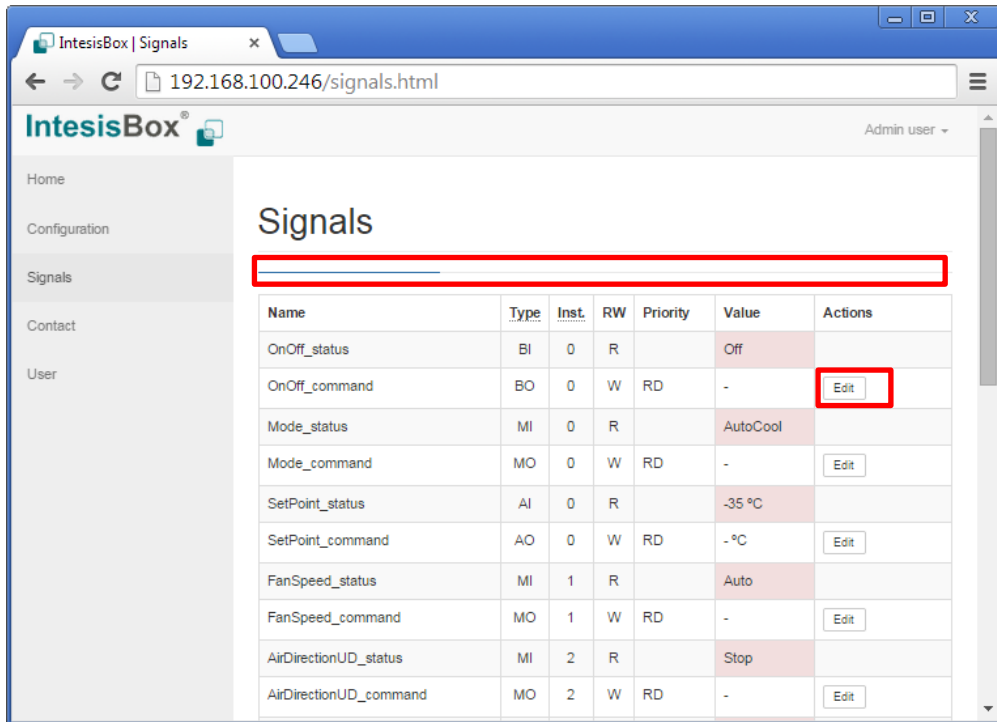 IntesisBox | Signals
192.168.100.246/signals.html
IntesisBox®
Admin user
Home
Configuration
Signals
Contact
User
Signals
Name Type Inst. RW Priority Value Actions
OnOff_status BI 0 R Off
OnOff_command BO 0 W RD - Edit
Mode_status MI 0 R AutoCool
Mode_command MO 0 W RD - Edit
SetPoint_status AI 0 R -35 ºC
SetPoint_command AO 0 W RD - ºC Edit
FanSpeed_status MI 1 R Auto
FanSpeed_command MO 1 W RD - Edit
AirDirectionUD_status MI 2 R Stop
AirDirectionUD_command MO 2 W RD - Edit